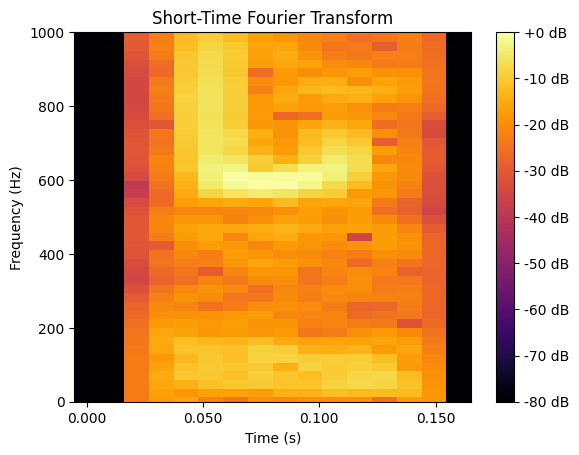 Short-Time Fourier Transform
Frequency (Hz)
1000
800
600
400
200
0
0.000
0.050
0.100
0.150
Time (s)
+0 dB
-10 dB
-20 dB
-30 dB
-40 dB
-50 dB
-60 dB
-70 dB
-80 dB